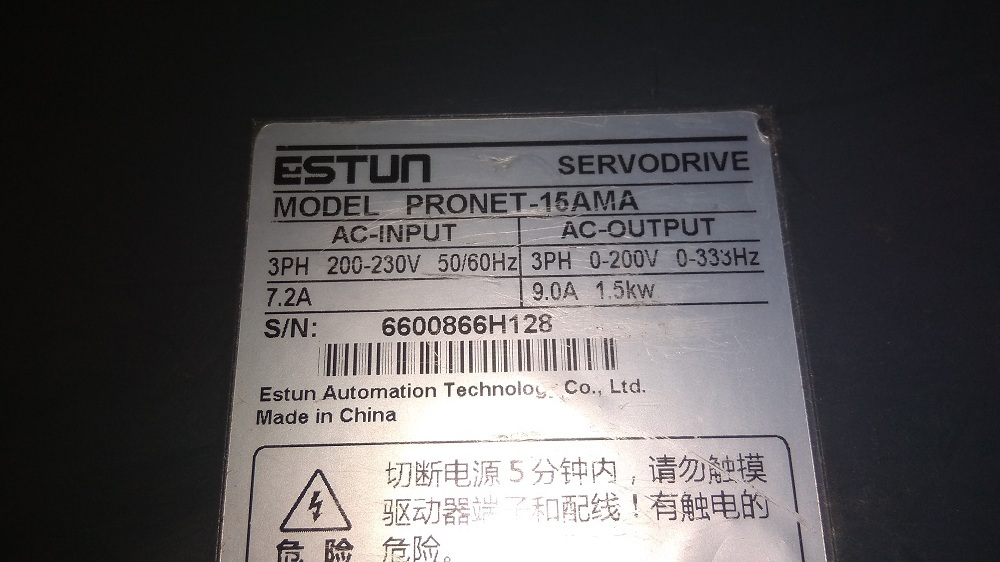 ESTUN SERVODRIVE
MODEL PRONET-15AMA
AC-INPUT AC-OUTPUT
3PH 200-230V 50/60Hz 3PH 0-200V 0-333Hz
7.2A 9.0A 1.5kw
S/N: 6600866H128
Estun Automation Technology Co., Ltd.
Made in China
切断电源5分钟内，请勿触摸
驱动器端子和配线！有触电的
危险 危险。